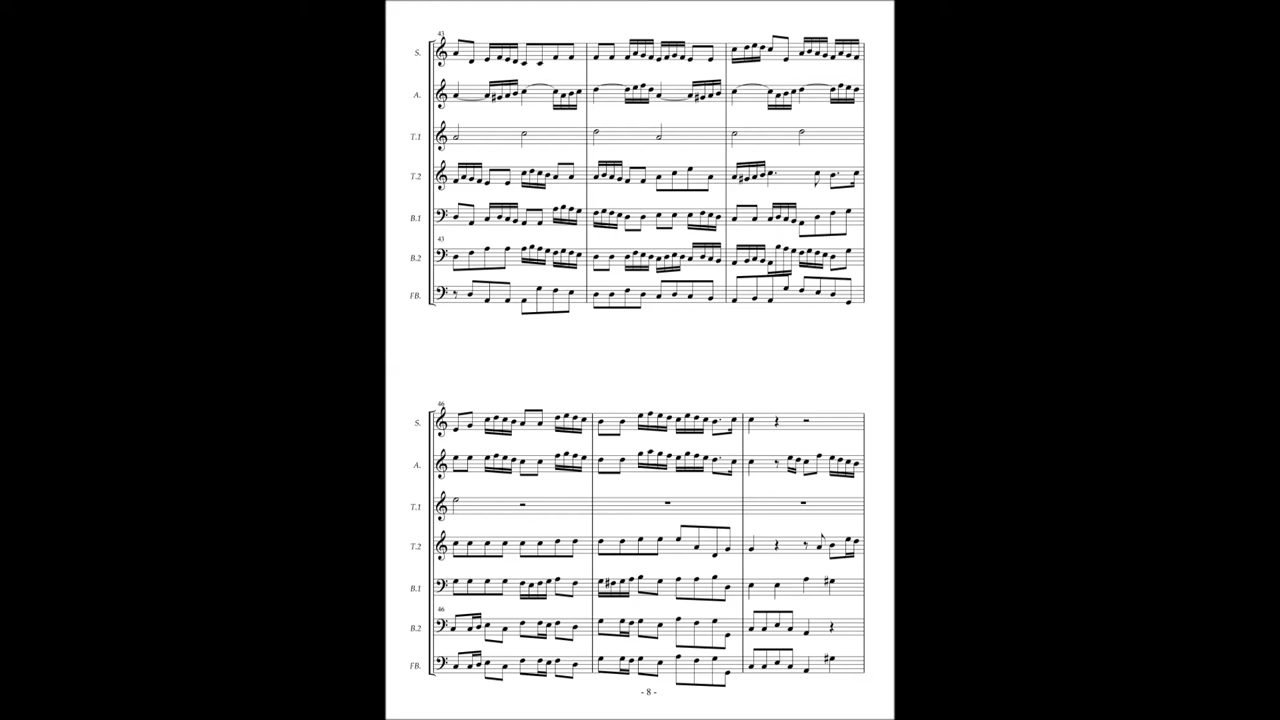 43
S.
A.
T.1
T.2
B.1
43
B.2
FB.
46
S.
A.
T.1
T.2
B.1
46
B.2
FB.
- 8 -